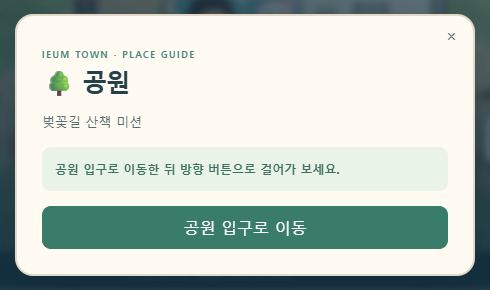 IEUM TOWN · PLACE GUIDE
공원
벚꽃길 산책 미션
공원 입구로 이동한 뒤 방향 버튼으로 걸어가 보세요.
공원 입구로 이동